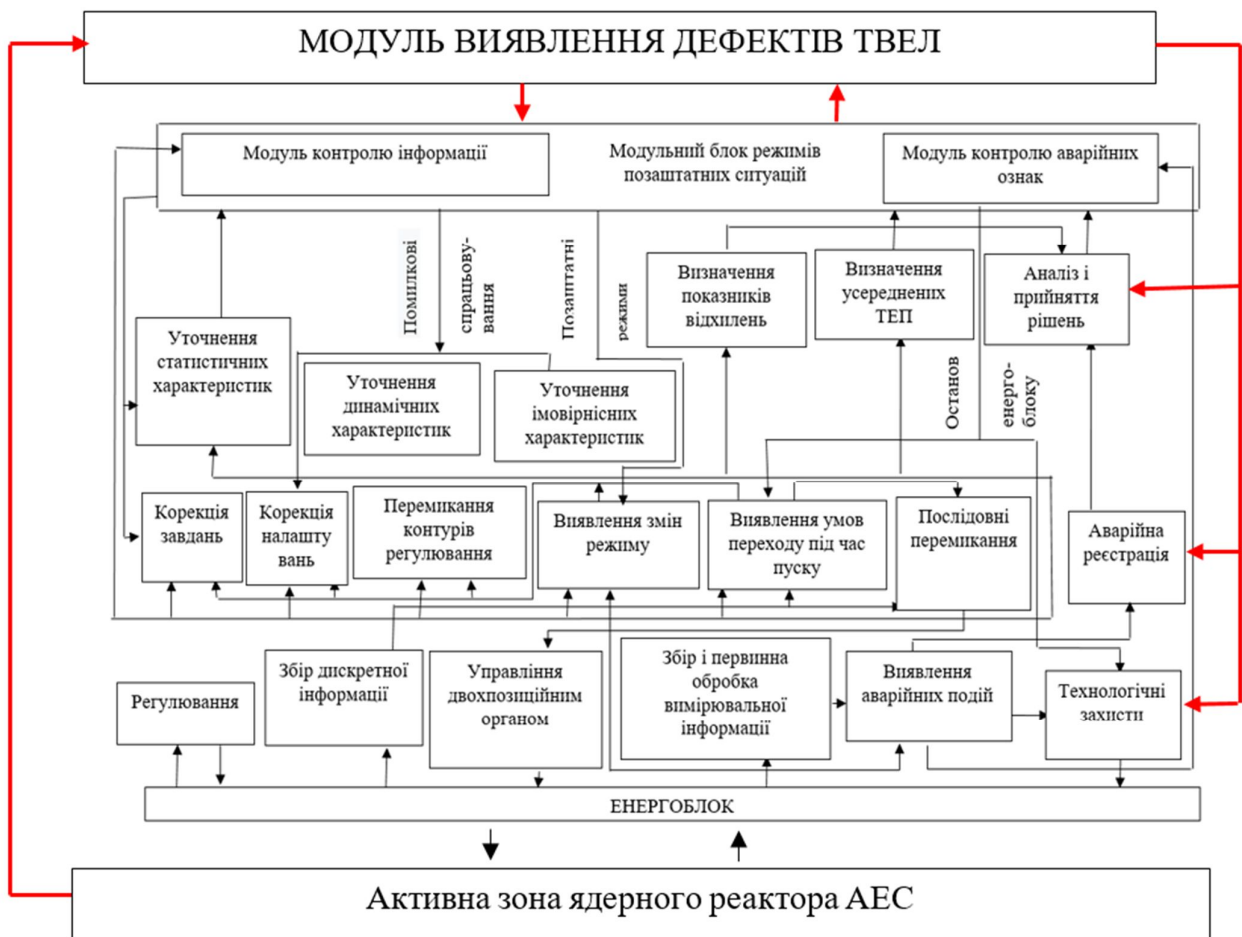 МОДУЛЬ ВИЯВЛЕННЯ ДЕФЕКТІВ ТВЕЛ
Модуль контролю інформації
Модульний блок режимів
позаштатних ситуацій
Модуль контролю аварійних
ознак
Помилкові
спрацьову-
вання
Позаштатні
режими
Визначення
показників
відхилень
Визначення
усереднених
ТЕП
Аналіз і
прийняття
рішень
Уточнення
статистичних
характеристик
Уточнення
динамічних
характеристик
Уточнення
імовірнісних
характеристик
Останов
енерго-
блоку
Корекція
завдань
Корекція
налашту
вань
Перемикання
контурів
регулювання
Виявлення змін
режиму
Виявлення умов
переходу під час
пуску
Послідовні
перемикання
Аварійна
реєстрація
Регулювання
Збір дискретної
інформації
Управління
двохпозиційним
органом
Збір і первинна
обробка
вимірювальної
інформації
Виявлення
аварійних подій
Технологічні
захисти
ЕНЕРГОБЛОК
Активна зона ядерного реактора АЕС